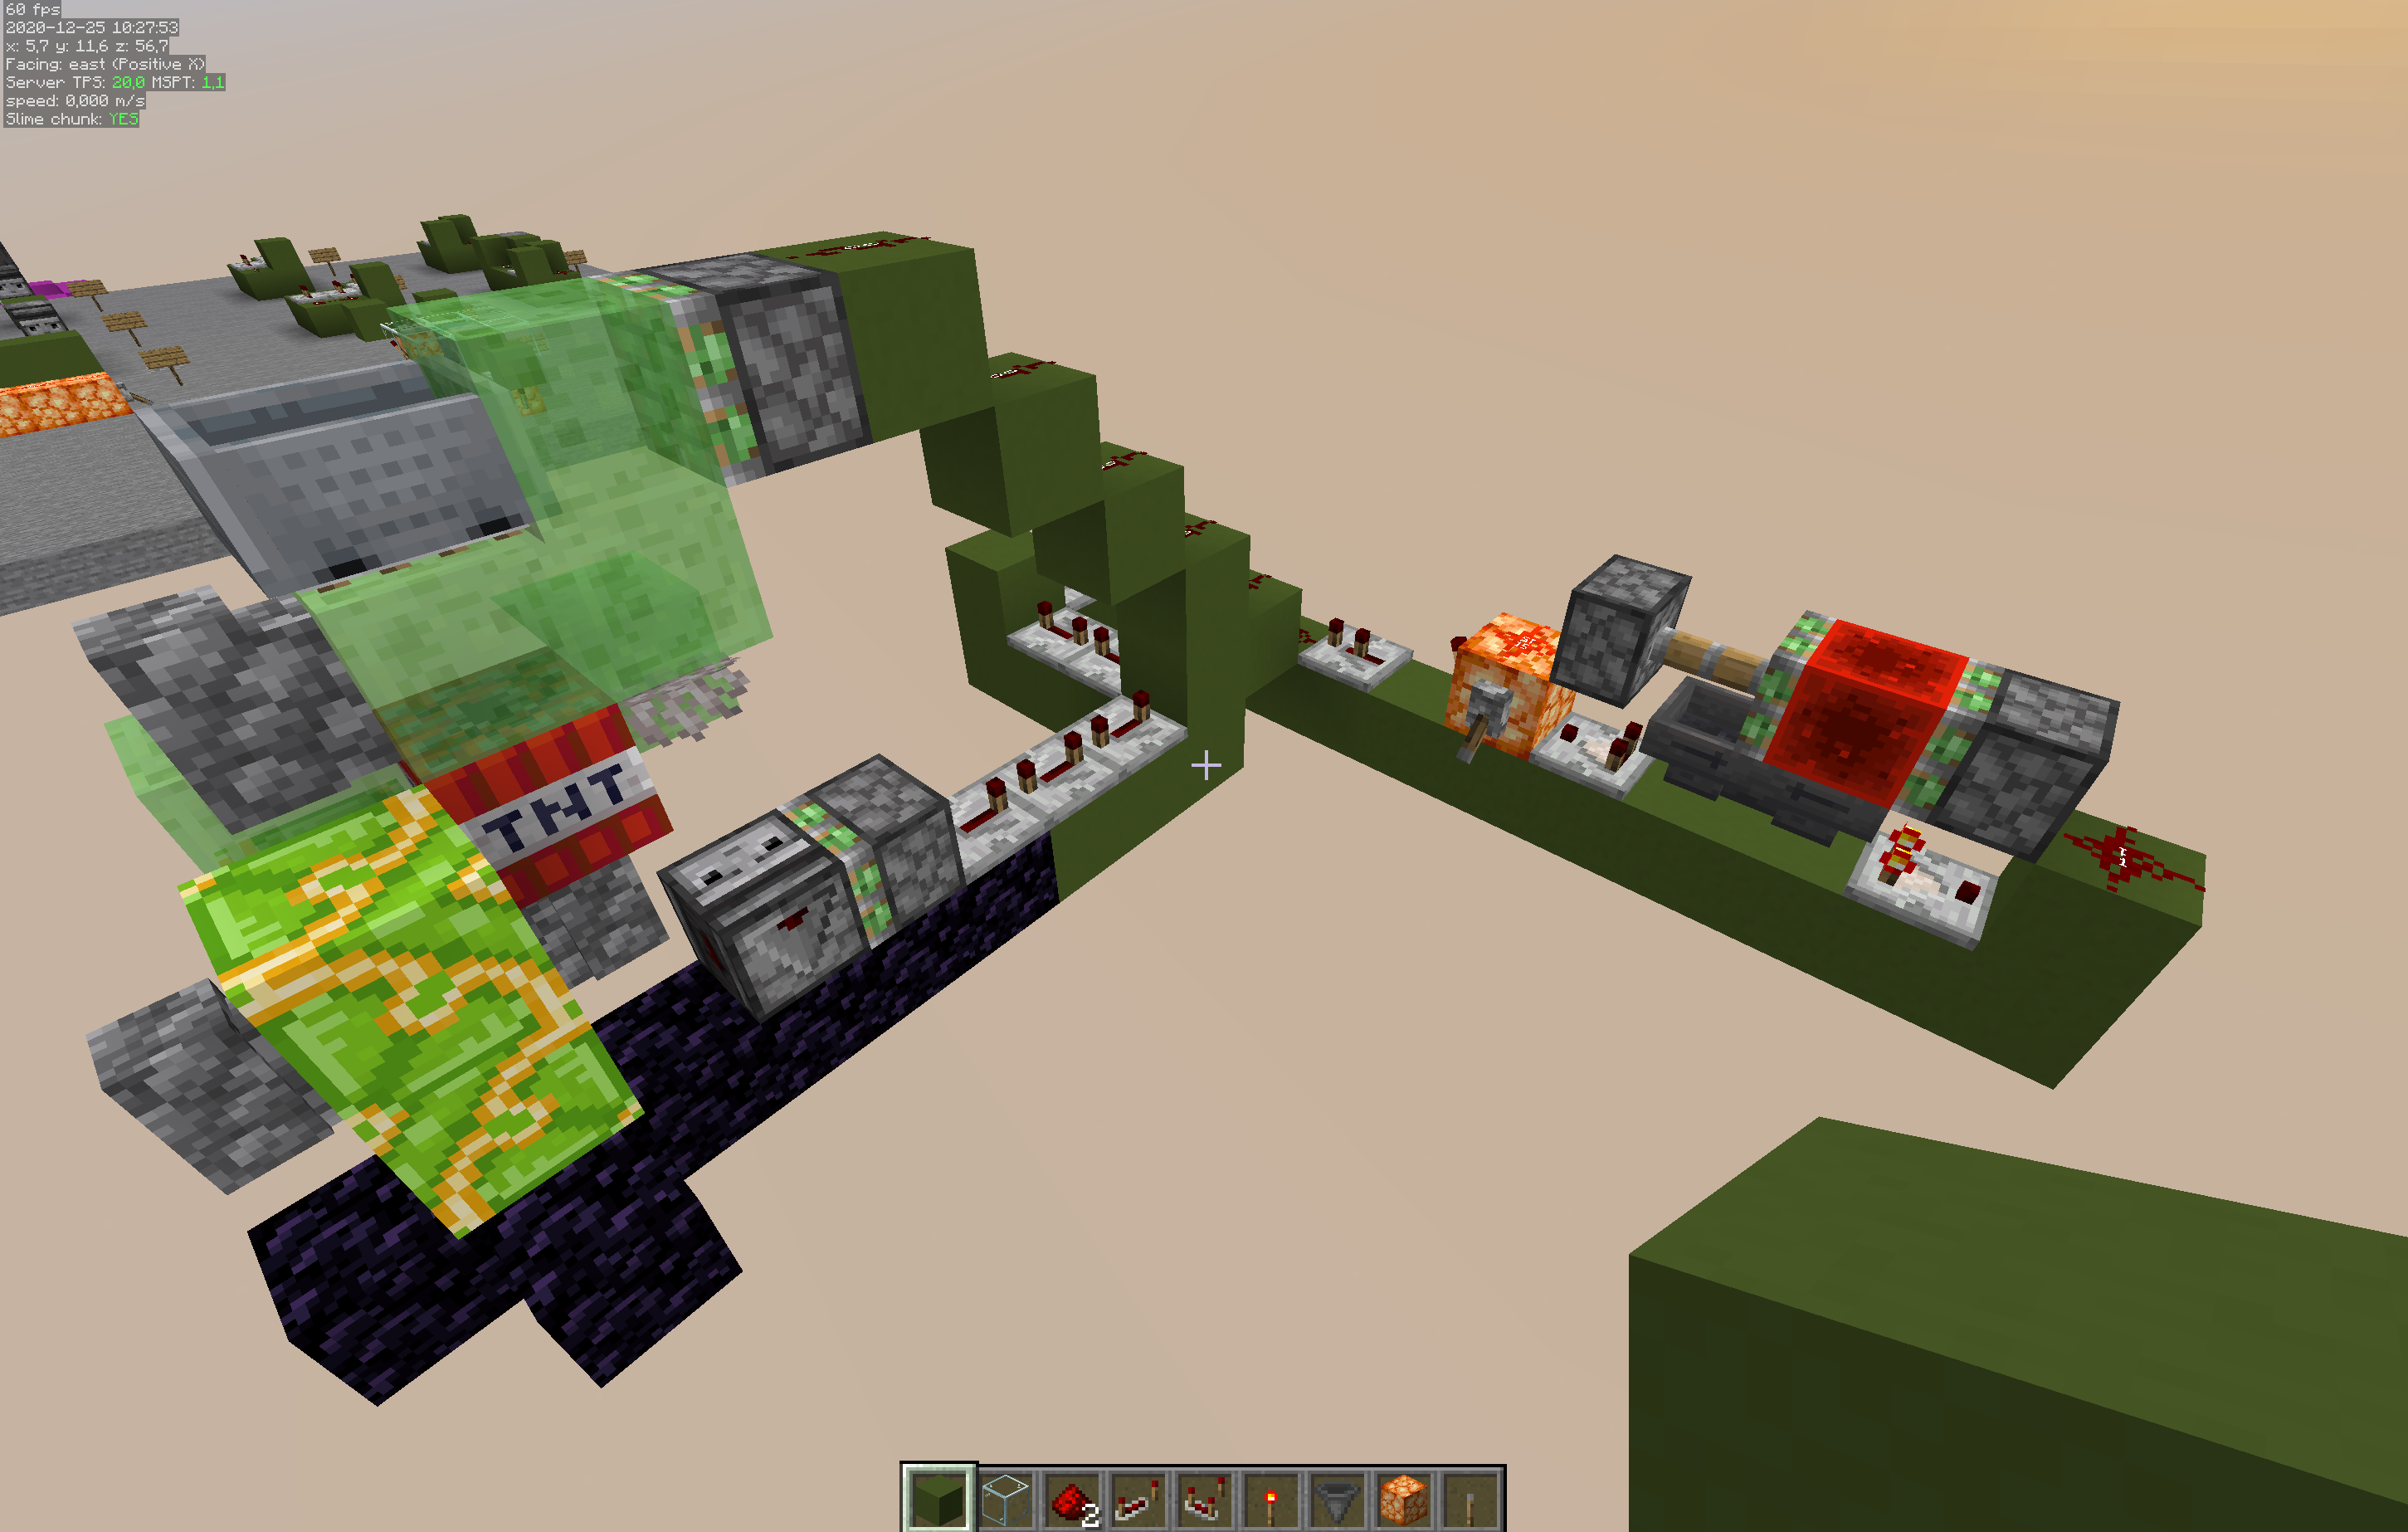 60 fps
2020-12-25 10:27:53
x: 5,7 y: 11,6 z: 56,7
Facing: east (Positive X)
Server TPS: 20,0 MSPT: 1,1
speed: 0,000 m/s
Slime chunk: YES
TNT
2